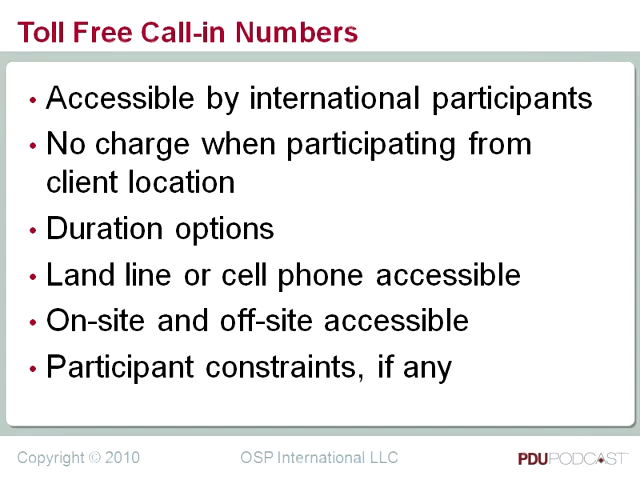 Toll Free Call-in Numbers
• Accessible by international participants
• No charge when participating from
client location
• Duration options
• Land line or cell phone accessible
• On-site and off-site accessible
• Participant constraints, if any
Copyright © 2010 OSP International LLC PDUPODCAST